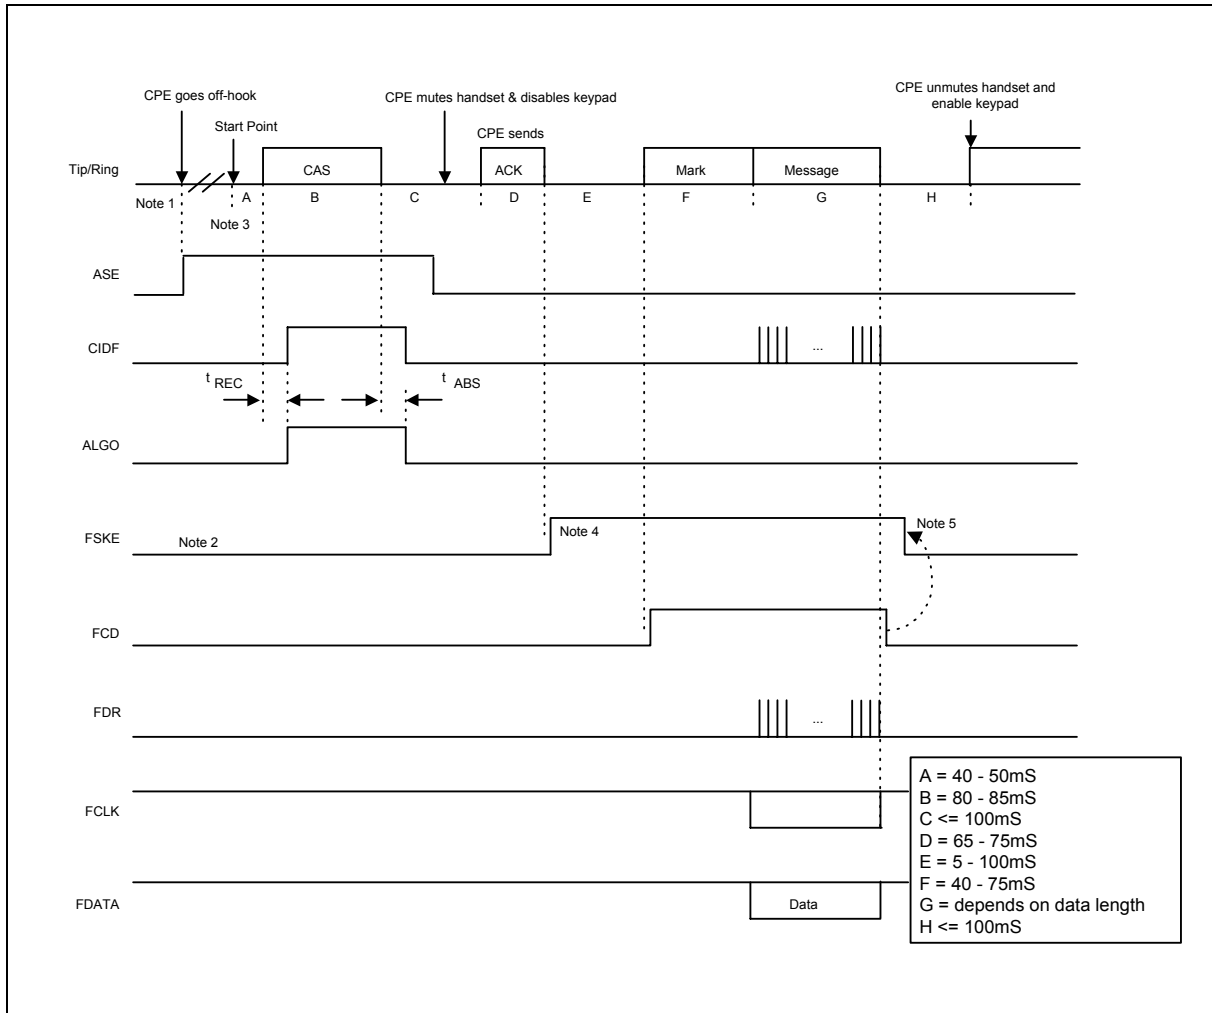 CPE goes off-hook
Start Point
CPE mutes handset & disables keypad
CPE sends
CPE unmutes handset and
enable keypad
Tip/Ring
CAS
ACK
Mark
Message
Note 1
A
B
C
D
E
F
G
H
Note 3
ASE
CIDF
...
t REC
t ABS
ALGO
FSKE
Note 2
Note 4
Note 5
FCD
FDR
...
FCLK
FDATA
Data
A = 40 - 50mS
B = 80 - 85mS
C <= 100mS
D = 65 - 75mS
E = 5 - 100mS
F = 40 - 75mS
G = depends on data length
H <= 100mS